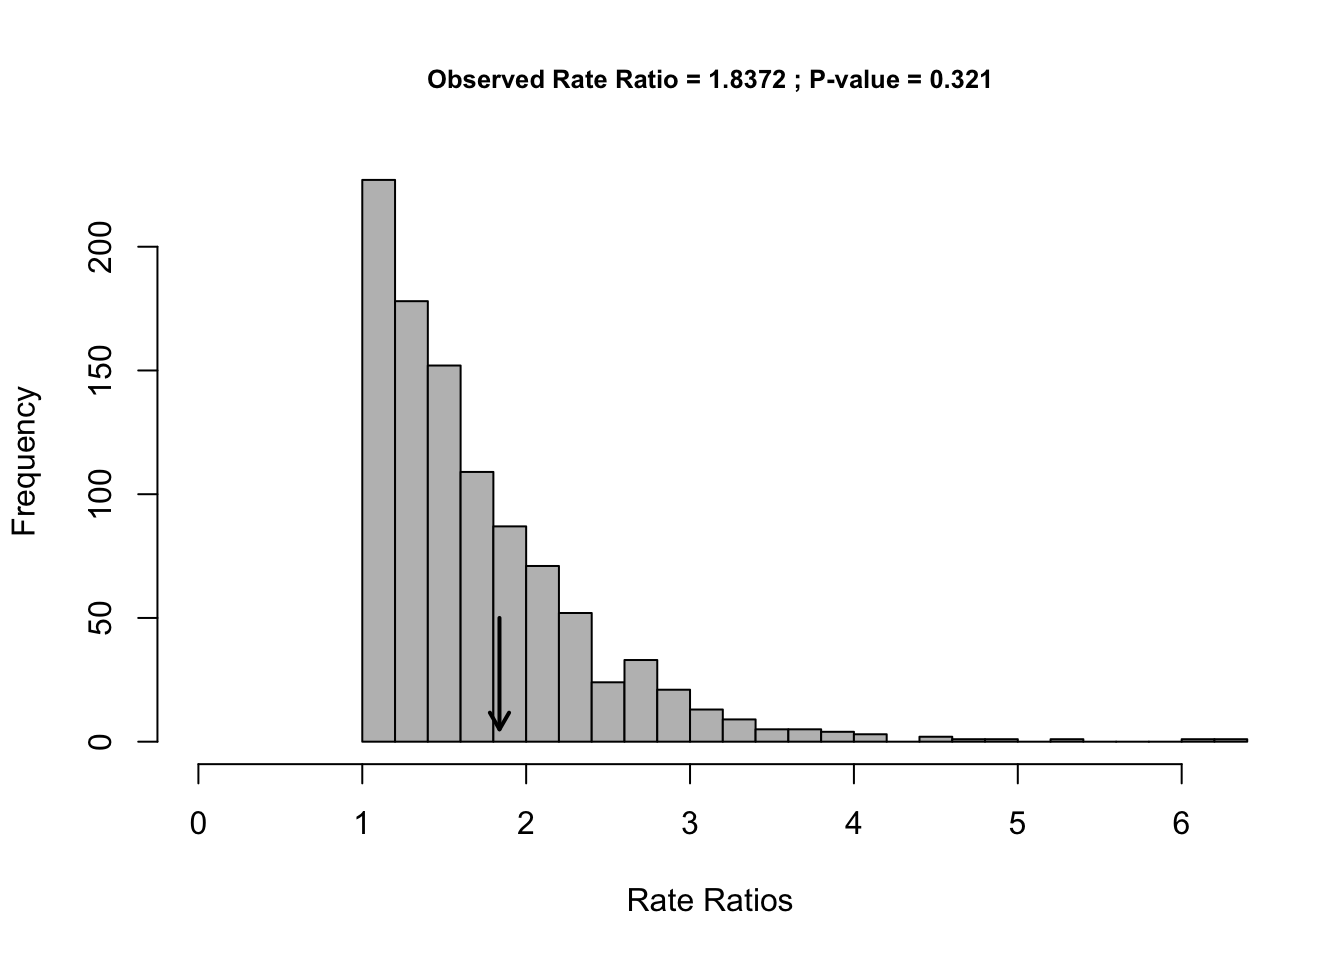 Observed Rate Ratio = 1.8372 ; P-value = 0.321
200
150
100
50
0
Frequency
0 1 2 3 4 5 6
Rate Ratios